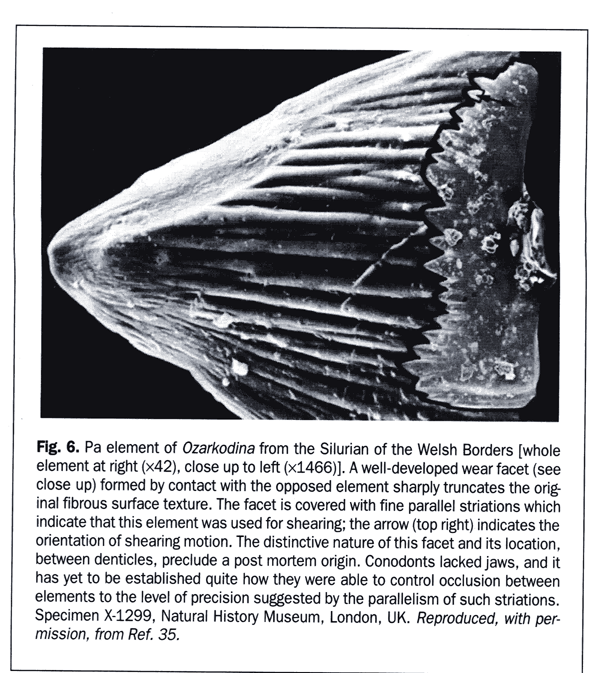 Fig. 6. Pa element of Ozarkodina from the Silurian of the Welsh Borders [whole
element at right (×42), close up to left (×1466)]. A well-developed wear facet (see
close up) formed by contact with the opposed element sharply truncates the orig-
inal fibrous surface texture. The facet is covered with fine parallel striations which
indicate that this element was used for shearing; the arrow (top right) indicates the
orientation of shearing motion. The distinctive nature of this facet and its location,
between denticles, preclude a post mortem origin. Conodonts lacked jaws, and it
has yet to be established quite how they were able to control occlusion between
elements to the level of precision suggested by the parallelism of such striations.
Specimen X-1299, Natural History Museum, London, UK. Reproduced, with per-
mission, from Ref. 35.